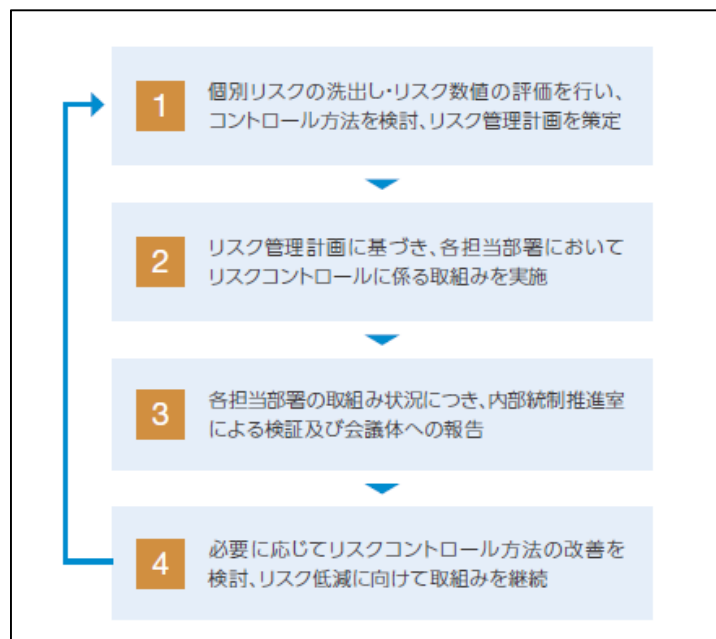 1
個別リスクの洗出し・リスク数値の評価を行い、
コントロール方法を検討、リスク管理計画を策定
2
リスク管理計画に基づき、各担当部署において
リスクコントロールに係る取組みを実施
3
各担当部署の取組み状況につき、内部統制推進室
による検証及び会議体への報告
4
必要に応じてリスクコントロール方法の改善を
検討、リスク低減に向けて取組みを継続